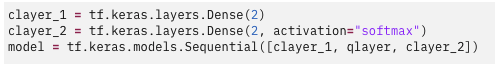 clayer_1 = tf.keras.layers.Dense(2)
clayer_2 = tf.keras.layers.Dense(2, activation="softmax")
model = tf.keras.models.Sequential([clayer_1, qlayer, clayer_2])